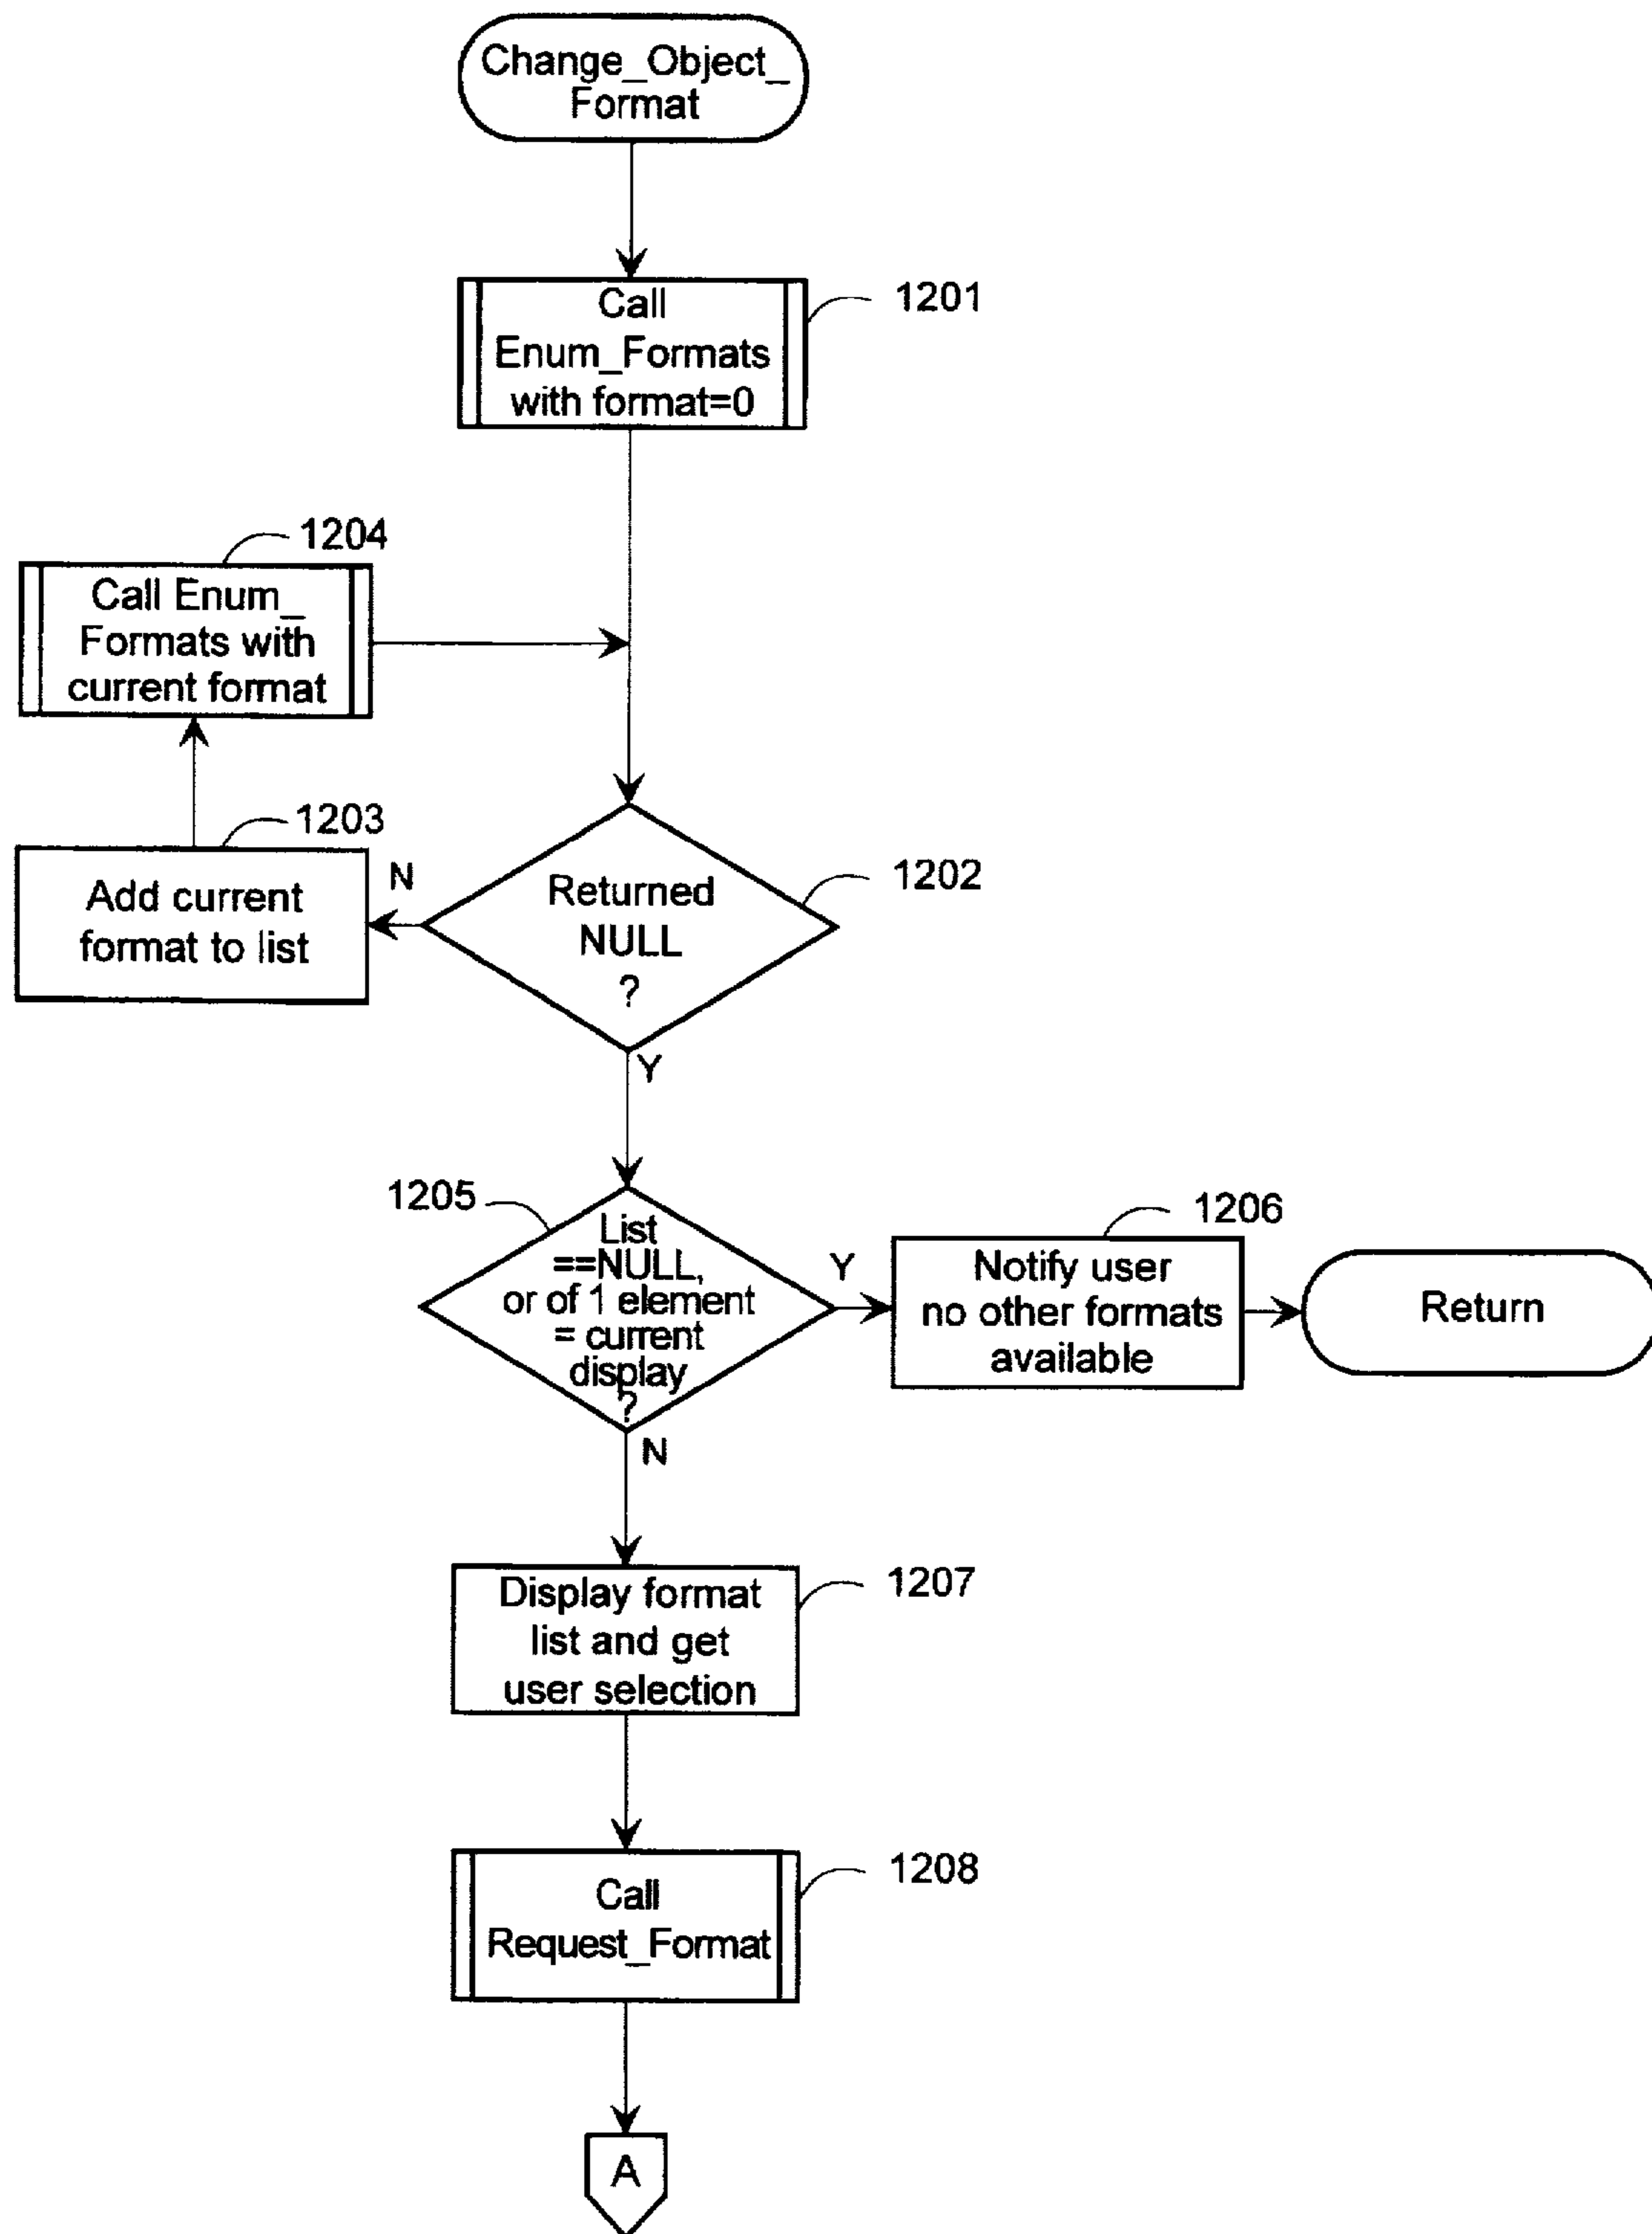 Change_Object_
Format
Call
Enum_Formats
with format=0
1201
1204
Call Enum_
Formats with
current format
1203
Add current
format to list
N
Returned
NULL
?
1202
Y
1205
List
==NULL,
or of 1 element
= current
display
?
Y
1206
Notify user
no other formats
available
Return
N
Display format
list and get
user selection
1207
Call
Request_Format
1208
A